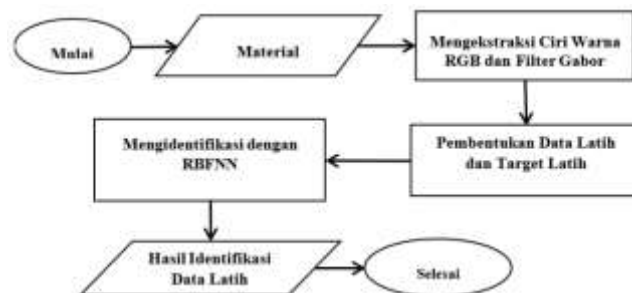 Mulai
Material
Mengekstraksi Ciri Warna
RGB dan Filter Gabor
Pembentukan Data Latih
dan Target Latih
Mengidentifikasi dengan
RBFNN
Hasil Identifikasi
Data Latih
Selesai